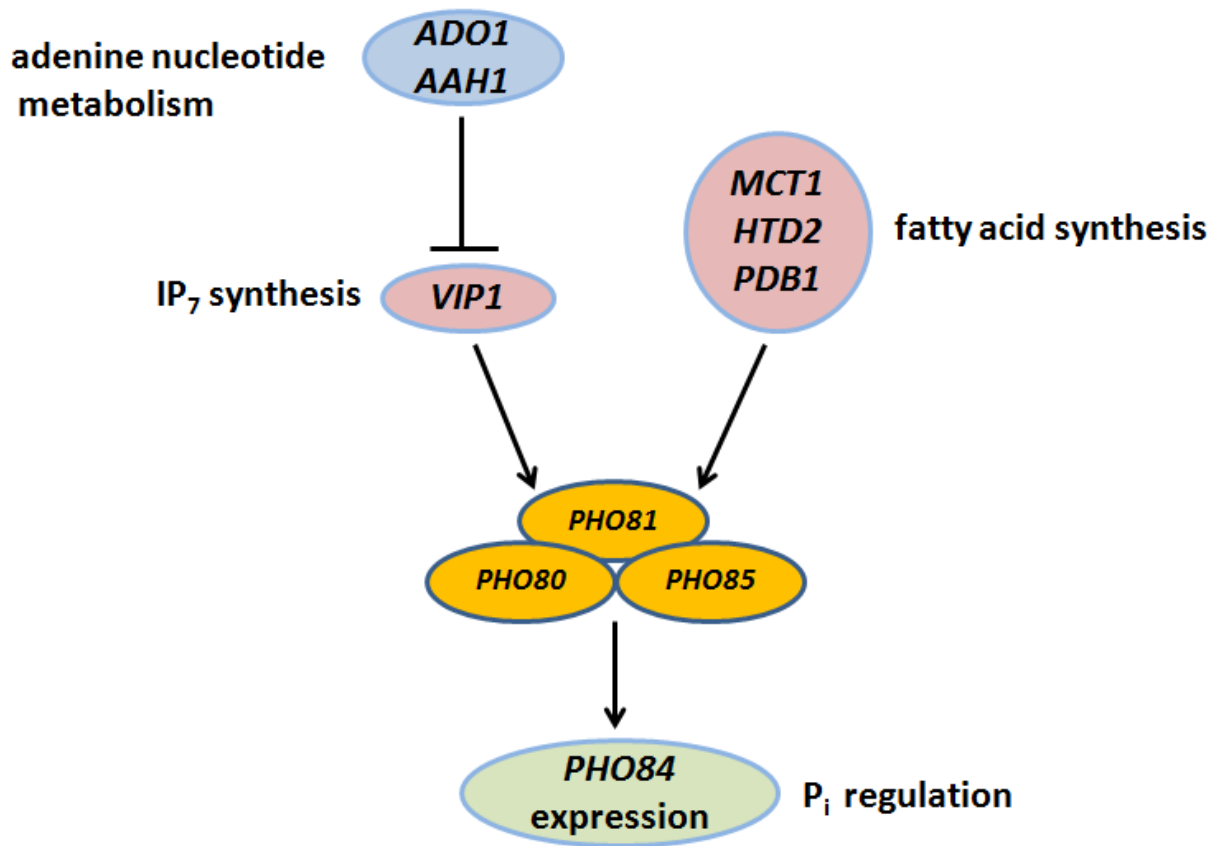 ADO1
AAH1
adenine nucleotide
metabolism
MCT1
HTD2
PDB1
fatty acid synthesis
IP₇ synthesis
VIP1
PHO81
PHO80
PHO85
PHO84
expression
Pᵢ regulation